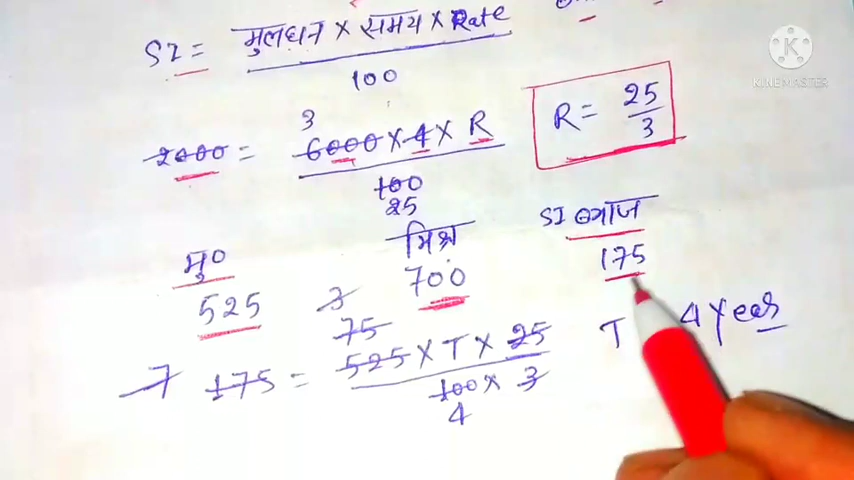 SI = मुलधन × समय × Rate
100
3
2000 = 6000 × 4 × R
100
25
R = 25
3
मु० मिश्र SI ब्याज
525 700 175
7
75
7 175 = 525 × T × 25
100 × 3
4
T 4 Year
K
KINEMASTER